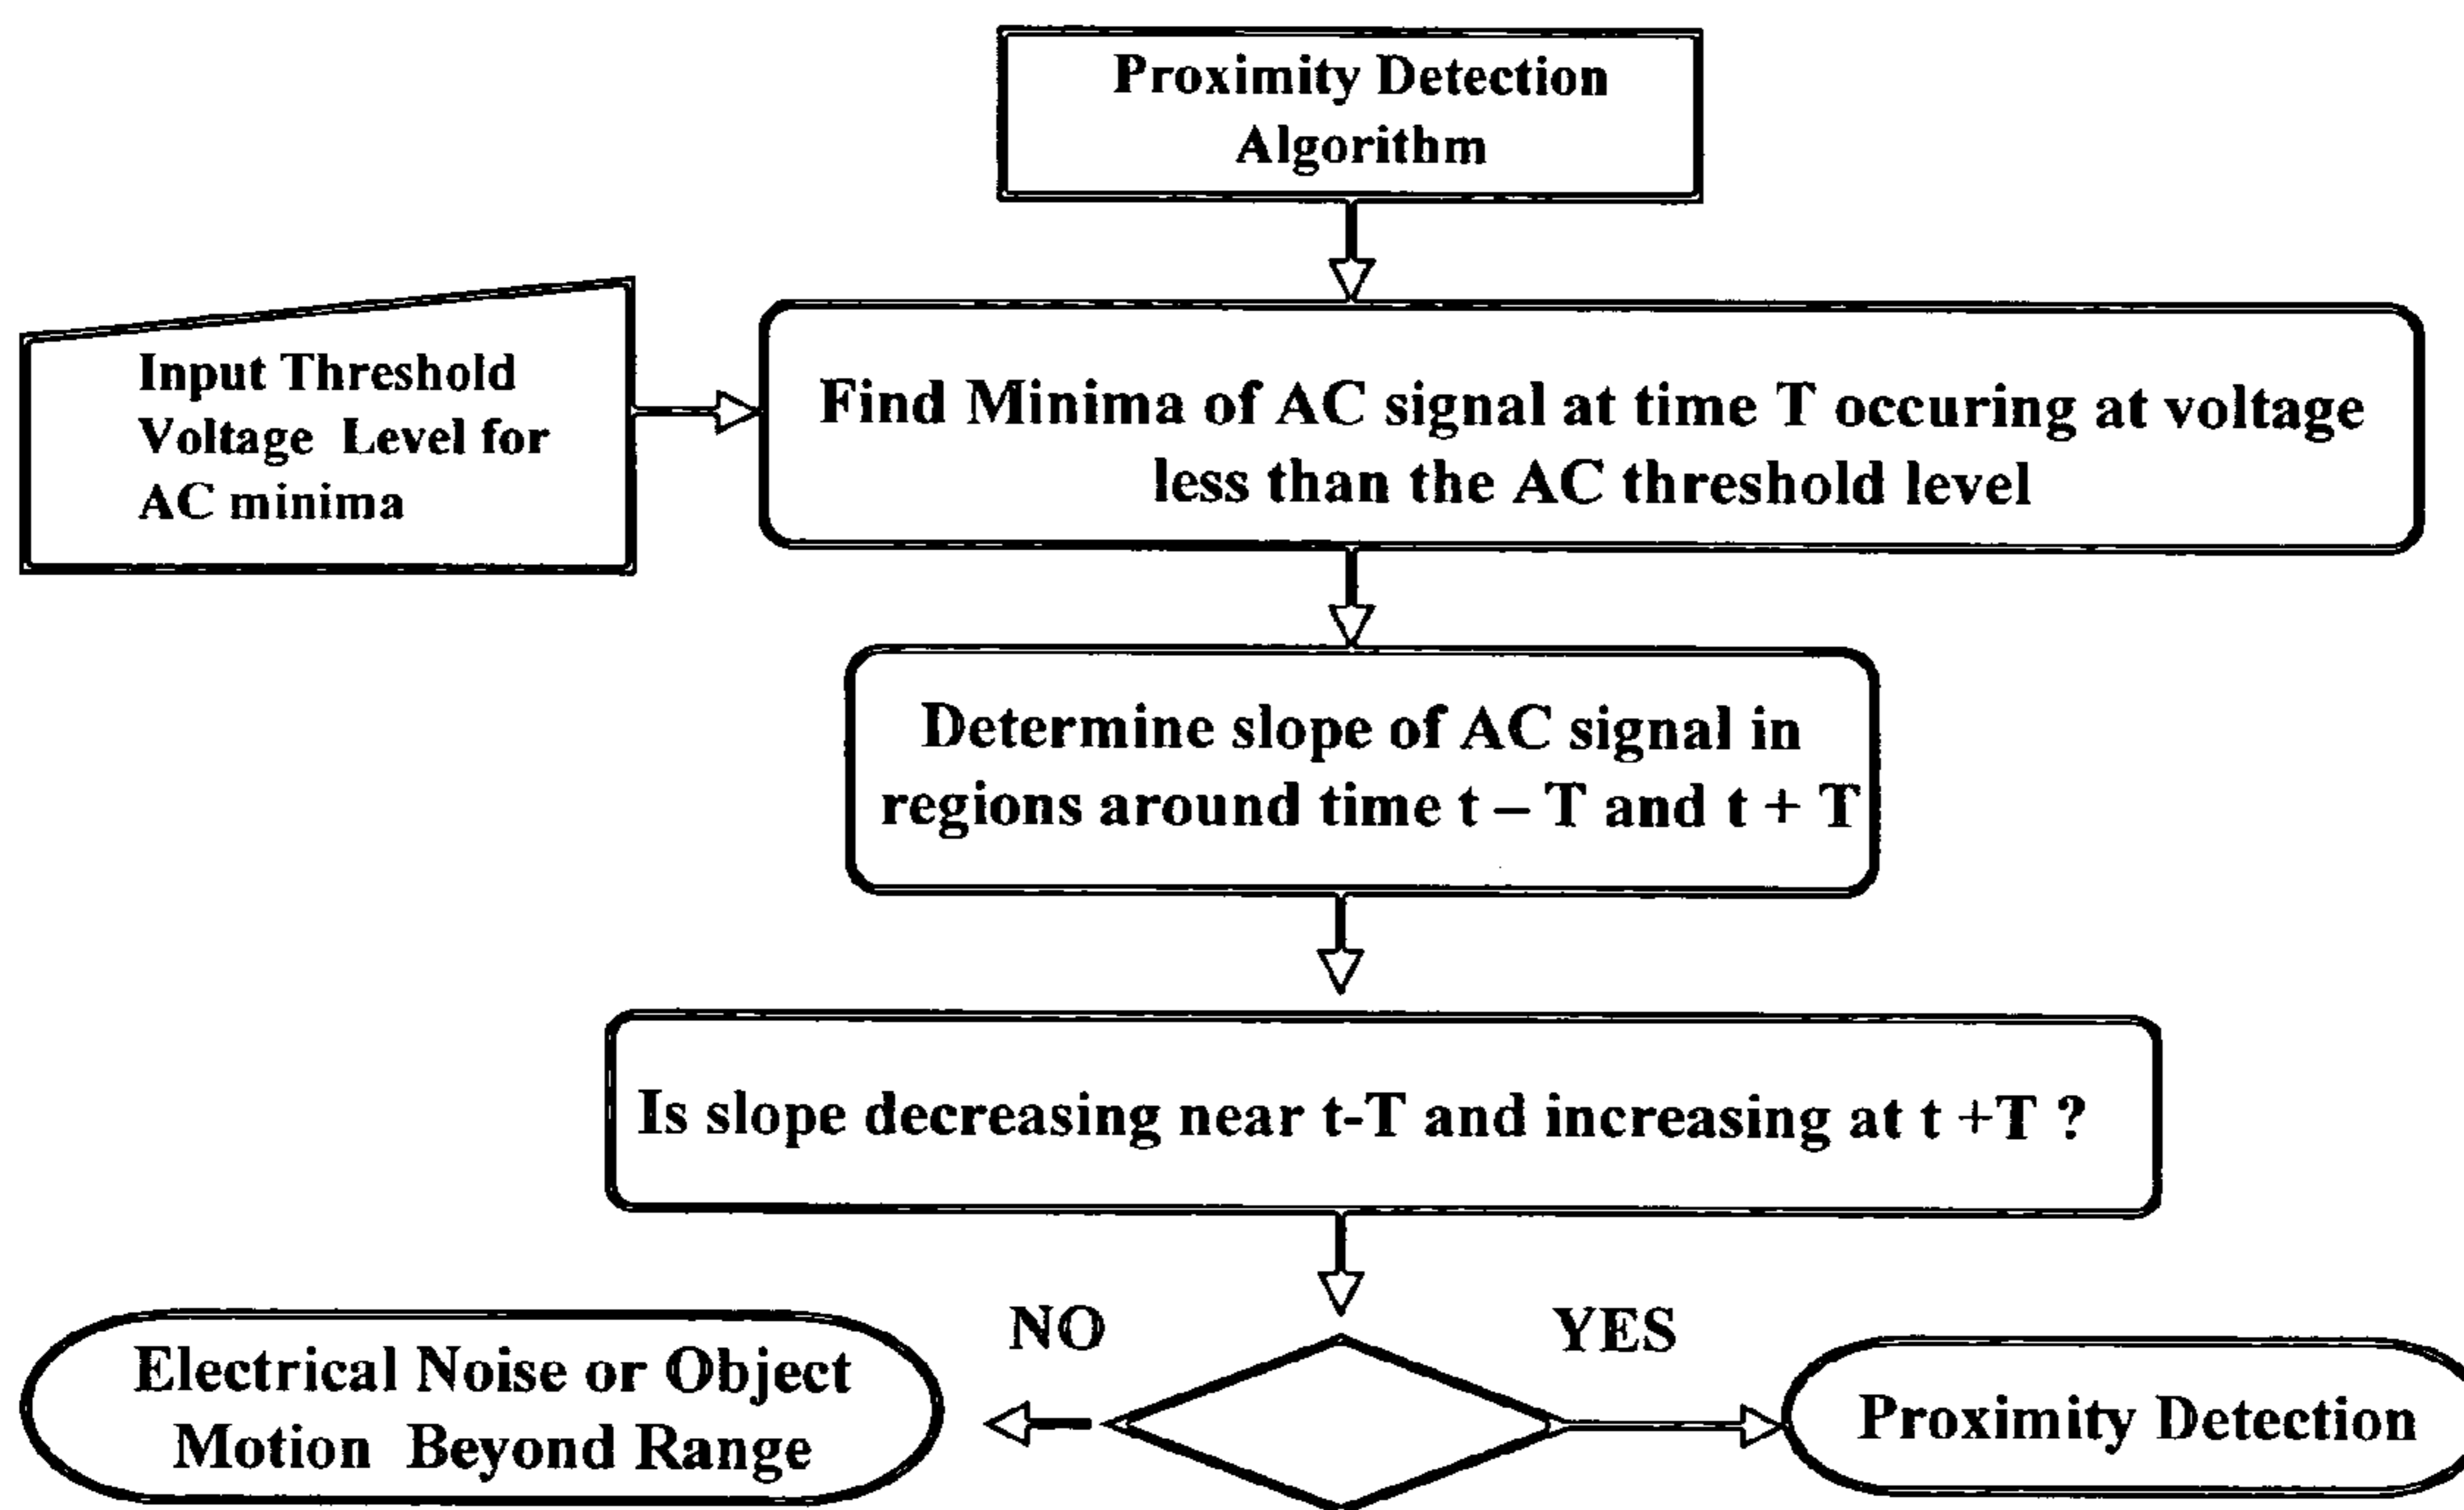 Proximity Detection
Algorithm
Input Threshold
Voltage Level for
AC minima
Find Minima of AC signal at time T occuring at voltage
less than the AC threshold level
Determine slope of AC signal in
regions around time t – T and t + T
Is slope decreasing near t-T and increasing at t +T ?
NO
YES
Electrical Noise or Object
Motion Beyond Range
Proximity Detection